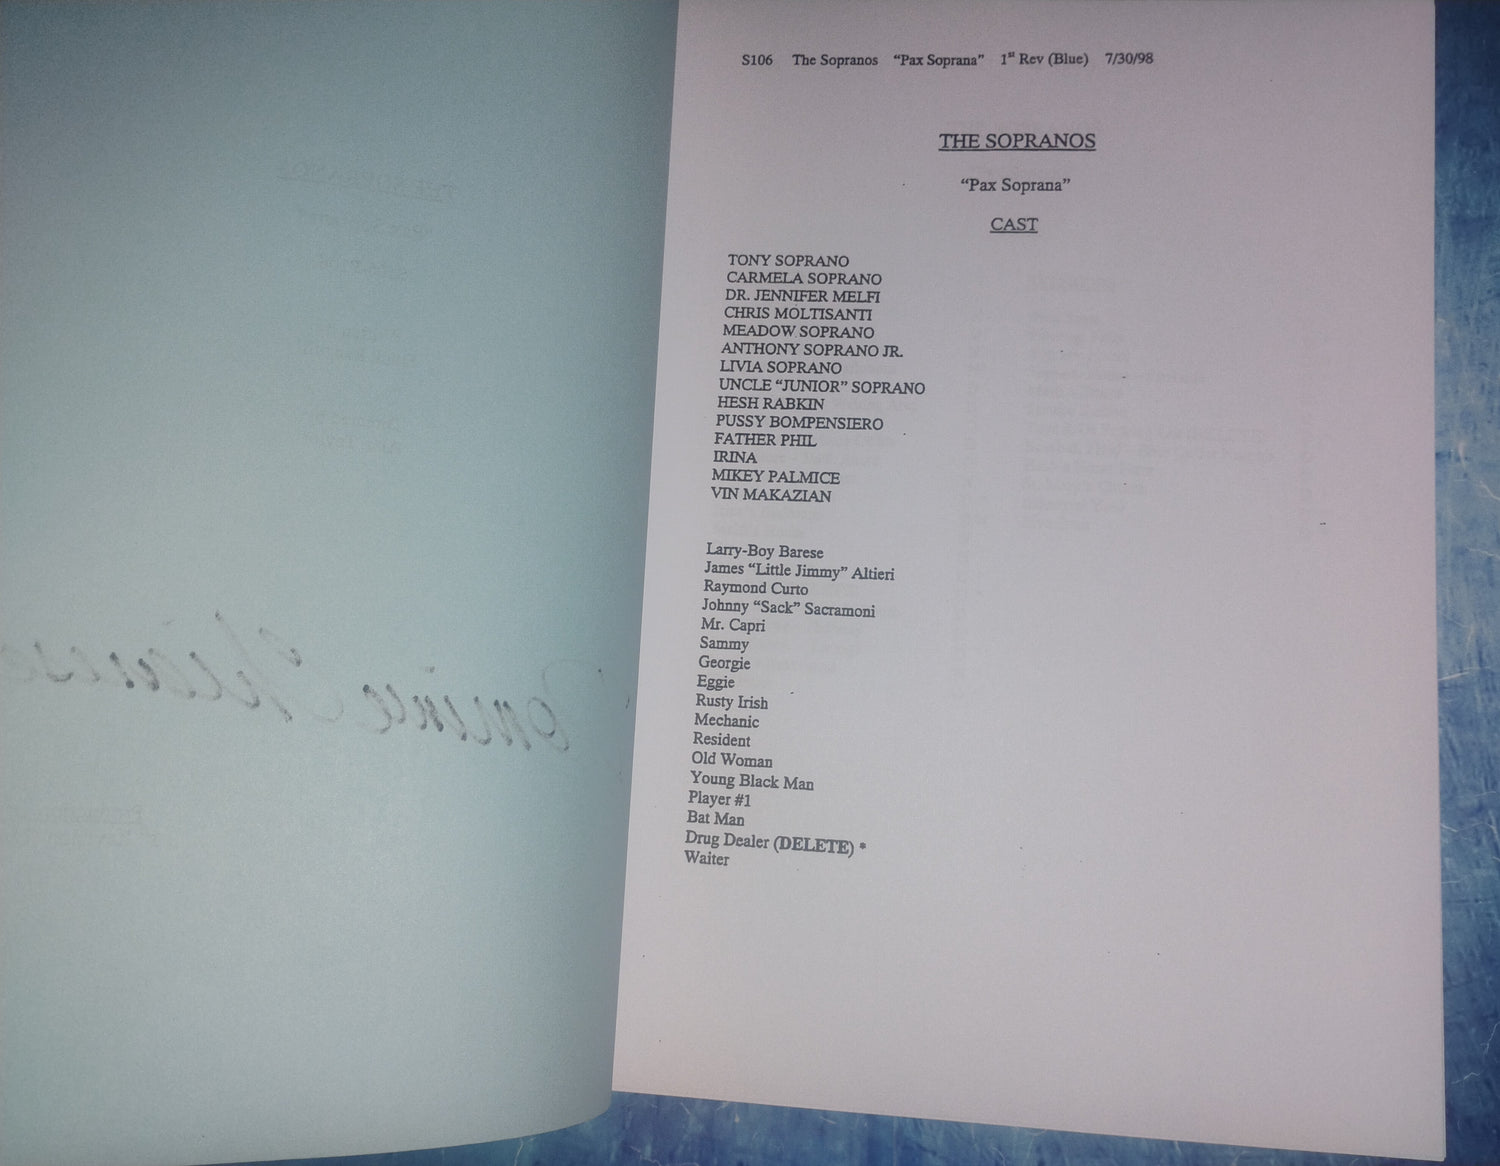 S106 The Sopranos “Pax Soprana” 1st Rev (Blue) 7/30/98
THE SOPRANOS
“Pax Soprana”
CAST
TONY SOPRANO
CARMELA SOPRANO
DR. JENNIFER MELFI
CHRIS MOLTISANTI
MEADOW SOPRANO
ANTHONY SOPRANO JR.
LIVIA SOPRANO
UNCLE “JUNIOR” SOPRANO
HESH RABKIN
PUSSY BOMPENSIERO
FATHER PHIL
IRINA
MIKEY PALMICE
VIN MAKAZIAN
Larry-Boy Barese
James “Little Jimmy” Altieri
Raymond Curto
Johnny “Sack” Sacramoni
Mr. Capri
Sammy
Georgie
Eggie
Rusty Irish
Mechanic
Resident
Old Woman
Young Black Man
Player #1
Bat Man
Drug Dealer (DELETE) *
Waiter